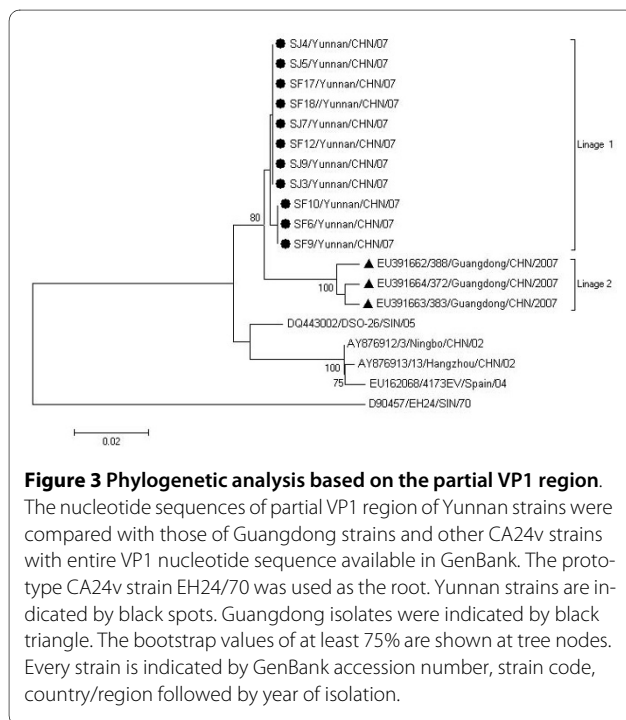 SJ4/Yunnan/CHN/07
SJ5/Yunnan/CHN/07
SF17/Yunnan/CHN/07
SF18//Yunnan/CHN/07
SJ7/Yunnan/CHN/07
SF12/Yunnan/CHN/07
Linage 1
SJ9/Yunnan/CHN/07
SJ3/Yunnan/CHN/07
SF10/Yunnan/CHN/07
80
SF6/Yunnan/CHN/07
SF9/Yunnan/CHN/07
EU391662/388/Guangdong/CHN/2007
100
EU391664/372/Guangdong/CHN/2007
Linage 2
EU391663/383/Guangdong/CHN/2007
DQ443002/DSO-26/SIN/05
AY876912/3/Ningbo/CHN/02
100
AY876913/13/Hangzhou/CHN/02
75
EU162068/4173EV/Spain/04
D90457/EH24/SIN/70
0.02
Figure 3 Phylogenetic analysis based on the partial VP1 region.
The nucleotide sequences of partial VP1 region of Yunnan strains were
compared with those of Guangdong strains and other CA24v strains
with entire VP1 nucleotide sequence available in GenBank. The proto-
type CA24v strain EH24/70 was used as the root. Yunnan strains are in-
dicated by black spots. Guangdong isolates were indicated by black
triangle. The bootstrap values of at least 75% are shown at tree nodes.
Every strain is indicated by GenBank accession number, strain code,
country/region followed by year of isolation.